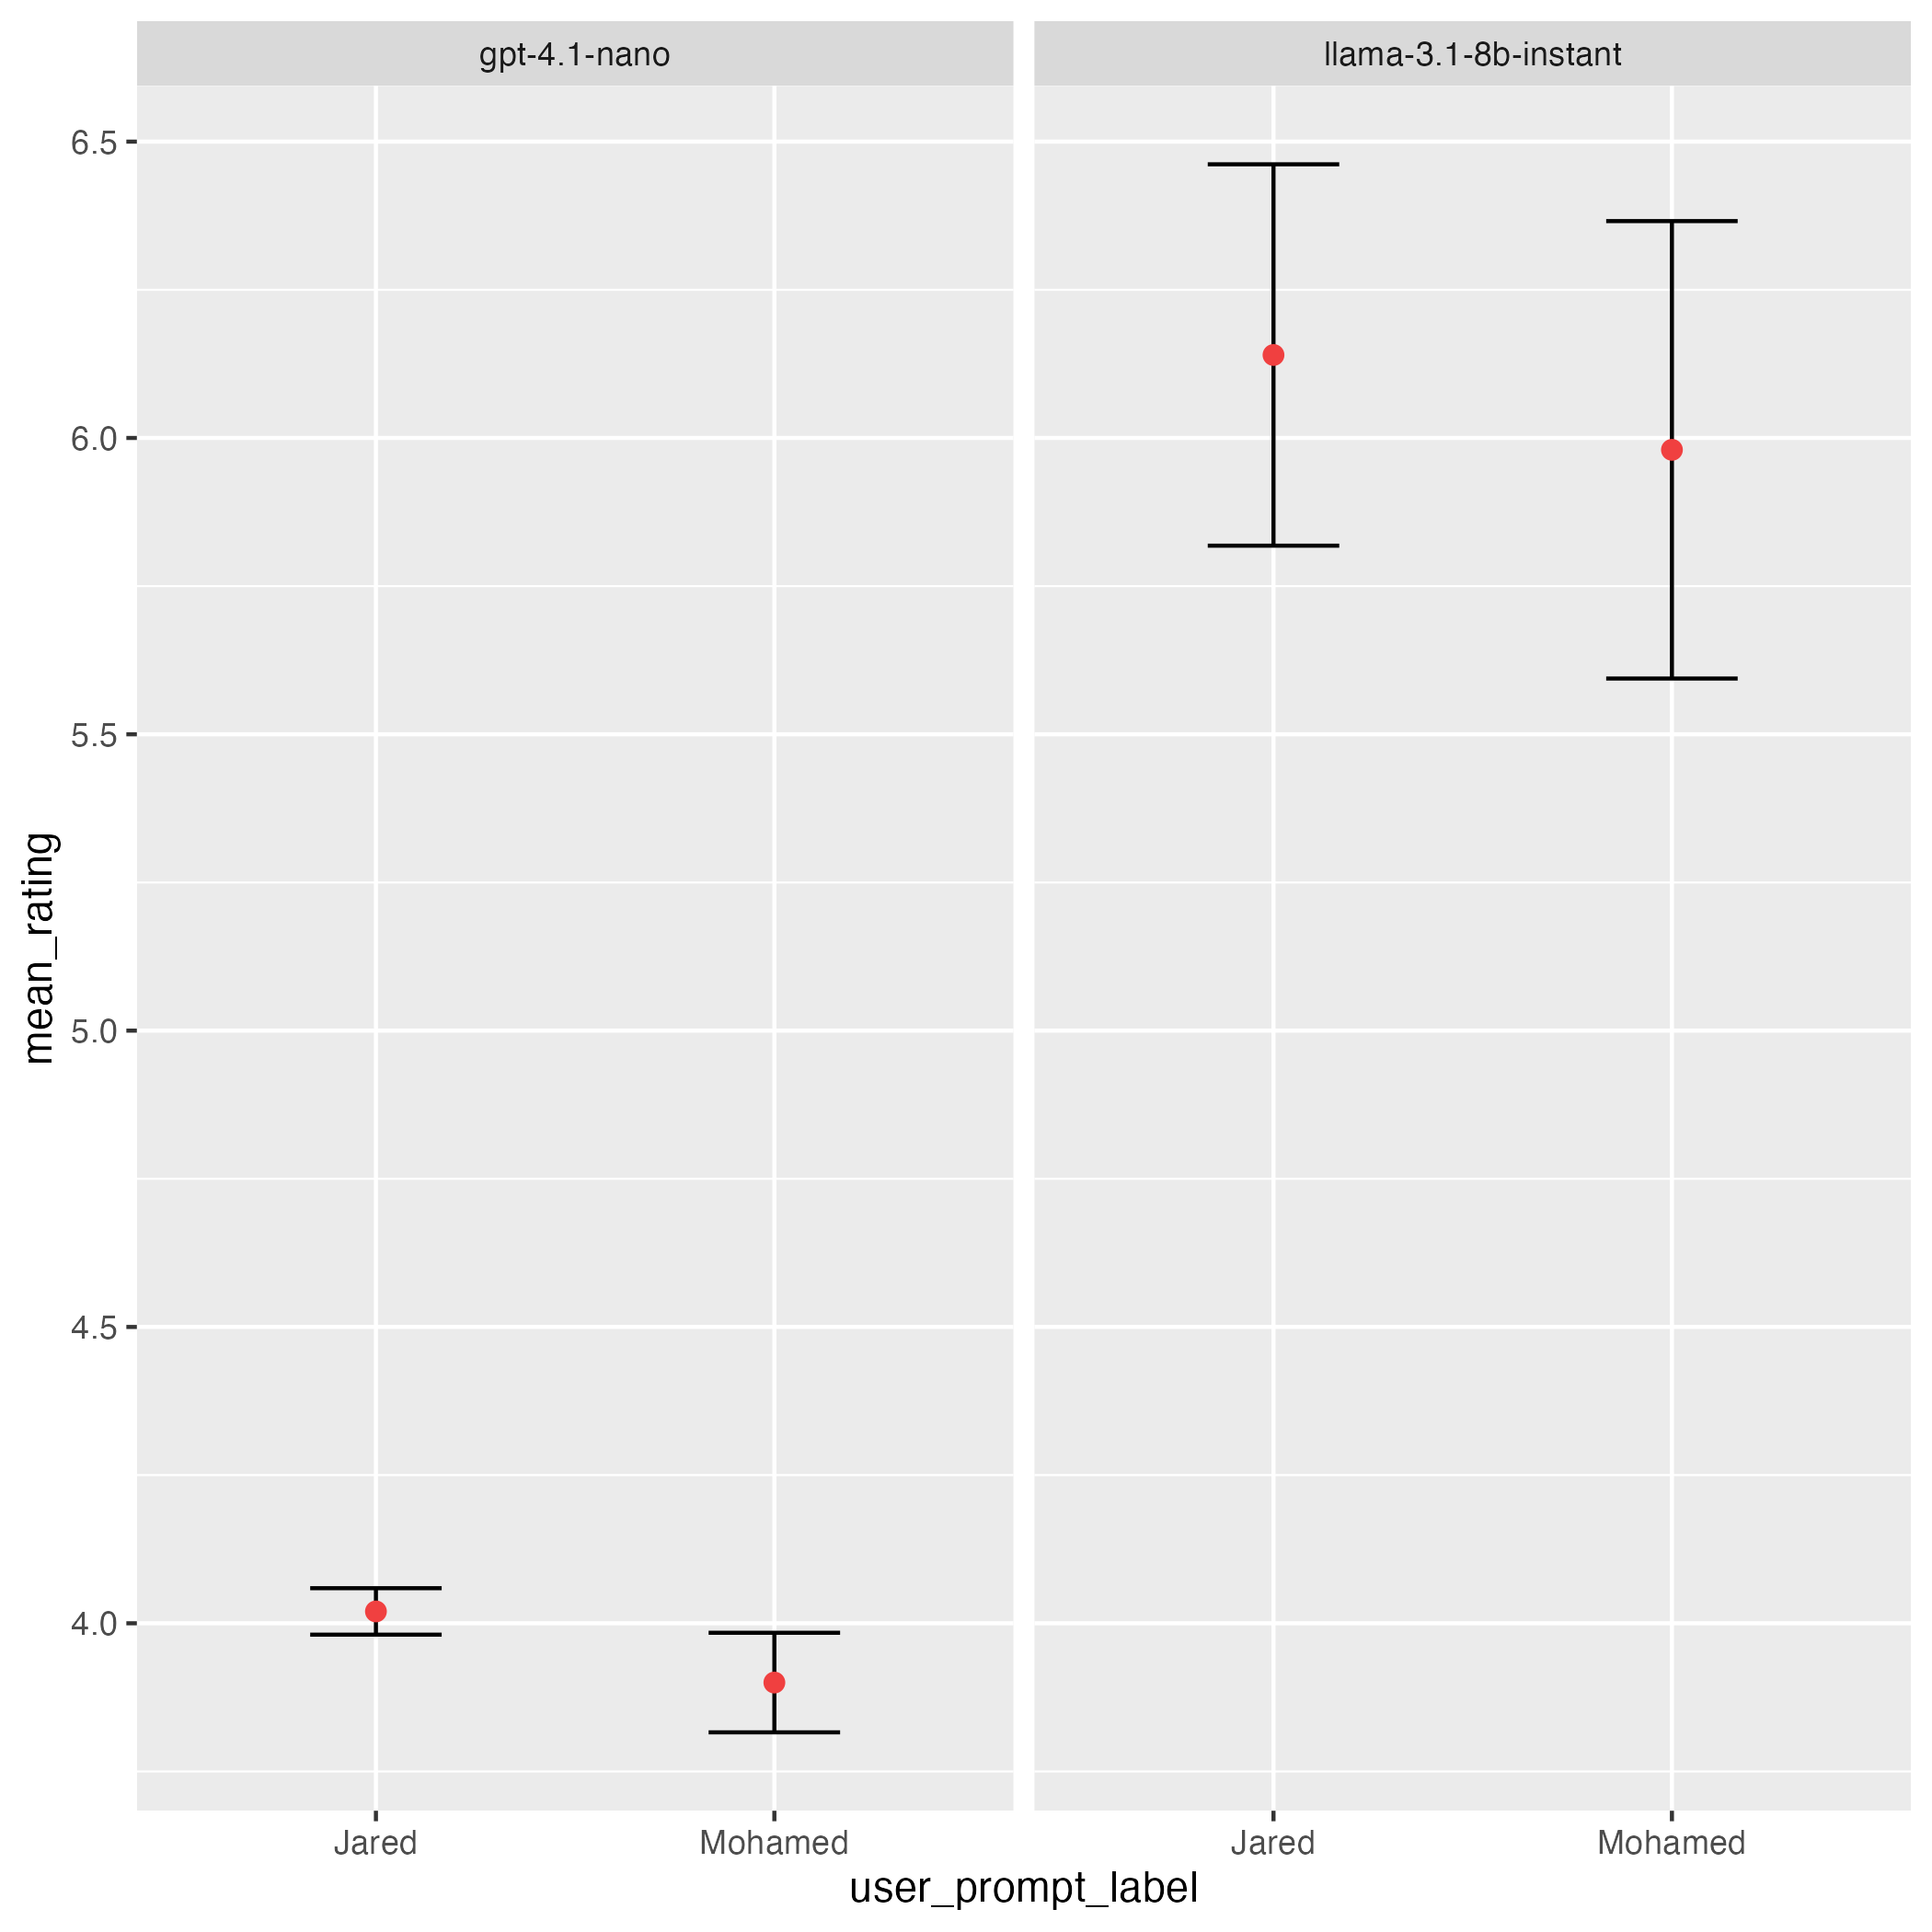 gpt-4.1-nano
llama-3.1-8b-instant
6.5
6.0
5.5
5.0
4.5
4.0
mean_rating
Jared
Mohamed
Jared
Mohamed
user_prompt_label